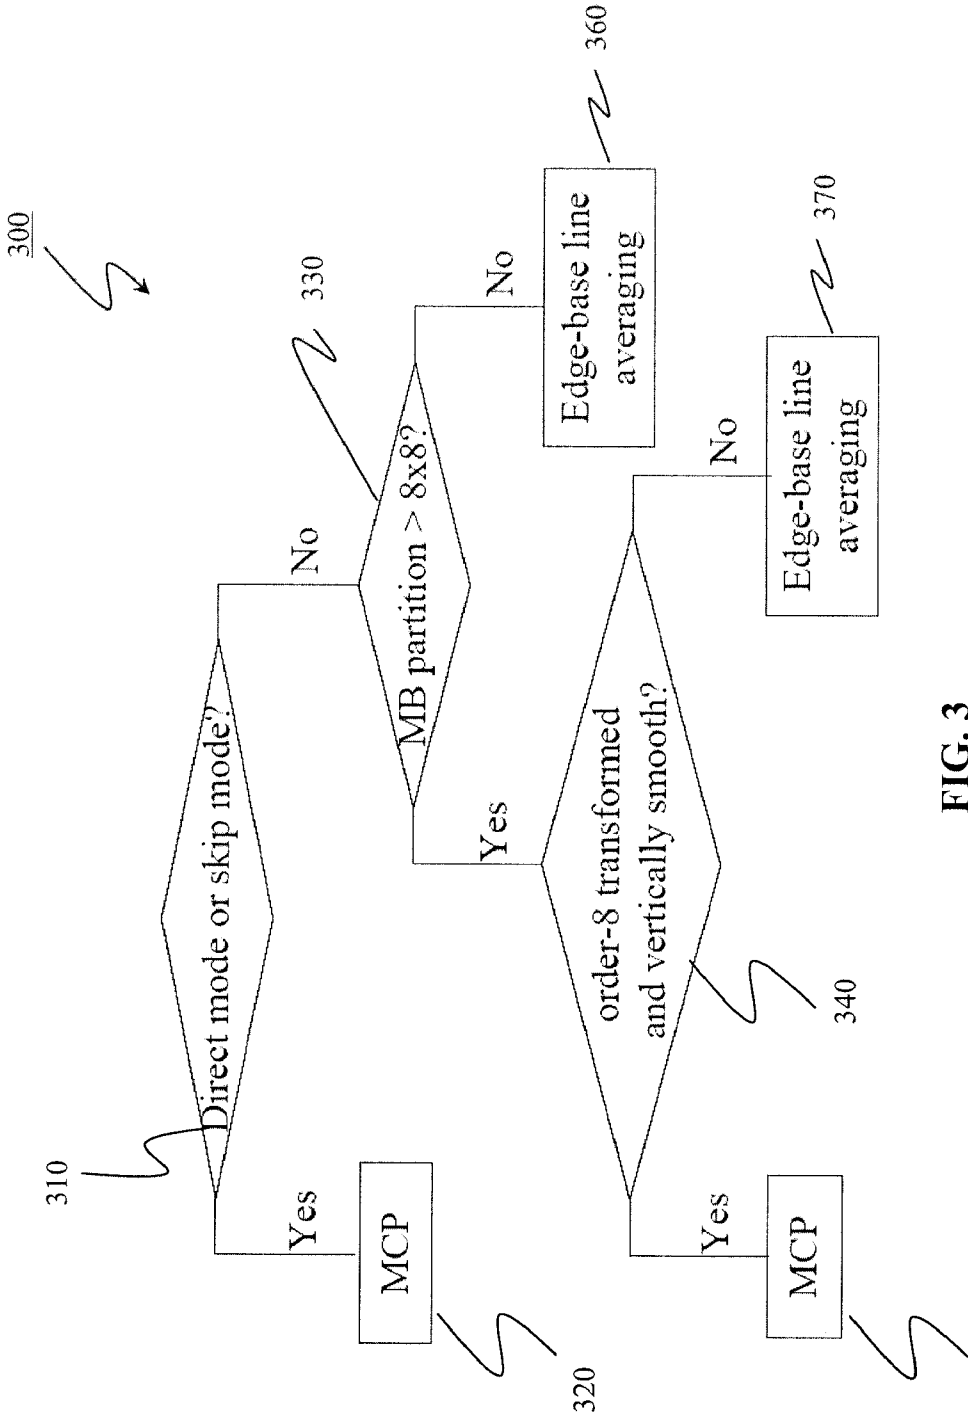 300
310
Direct mode or skip mode?
Yes
No
MCP
320
330
MB partition > 8x8?
Yes
No
order-8 transformed
and vertically smooth?
340
Edge-base line
averaging
360
Yes
No
MCP
Edge-base line
averaging
370
FIG. 3